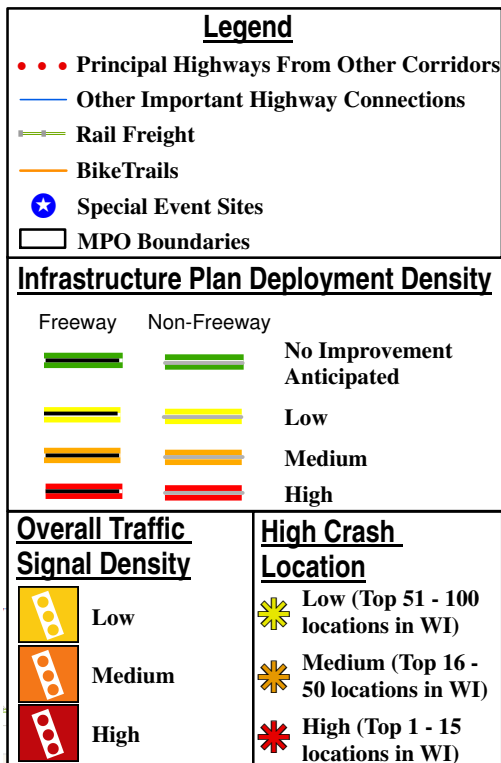 Legend
Principal Highways From Other Corridors
Other Important Highway Connections
Rail Freight
BikeTrails
Special Event Sites
MPO Boundaries
Infrastructure Plan Deployment Density
Freeway Non-Freeway
No Improvement
Anticipated
Low
Medium
High
Overall Traffic
Signal Density
Low
Medium
High
High Crash
Location
Low (Top 51 - 100
locations in WI)
Medium (Top 16 -
50 locations in WI)
High (Top 1 - 15
locations in WI)